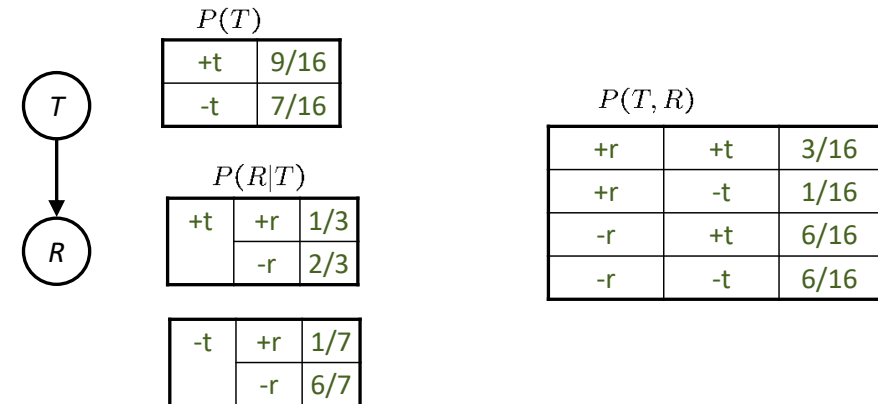 P(T)
+t 9/16
-t 7/16
T
P(R|T)
+t +r 1/3
-r 2/3
R
-t +r 1/7
-r 6/7
P(T, R)
+r +t 3/16
+r -t 1/16
-r +t 6/16
-r -t 6/16